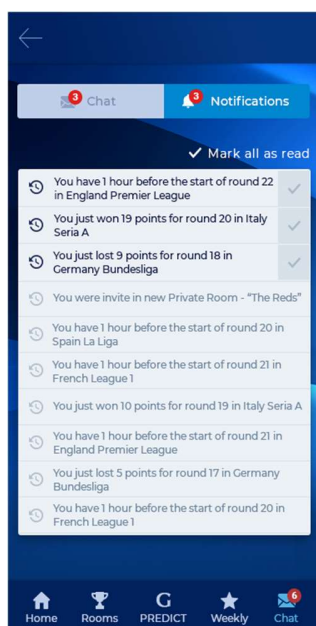 3
Chat
3
Notifications
Mark all as read
You have 1 hour before the start of round 22
in England Premier League
You just won 19 points for round 20 in Italy
Seria A
You just lost 9 points for round 18 in
Germany Bundesliga
You were invite in new Private Room - "The Reds"
You have 1 hour before the start of round 20 in
Spain La Liga
You have 1 hour before the start of round 21 in
French League 1
You just won 10 points for round 19 in Italy Seria A
You have 1 hour before the start of round 21 in
England Premier League
You just lost 5 points for round 17 in Germany
Bundesliga
You have 1 hour before the start of round 20 in
French League 1
6
G
Home
Rooms
PREDICT
Weekly
Chat